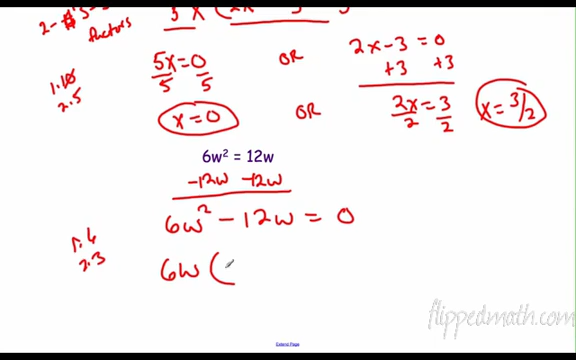 factors
5x = 0 OR 2x - 3 = 0
5 5 +3 +3
1·10
2·5
x = 0 OR 2x = 3 x = 3/2
2 2
6w² = 12w
-12w -12w
6w² - 12w = 0
1·6
2·3
6w (
flippedmath.com
Extend Page